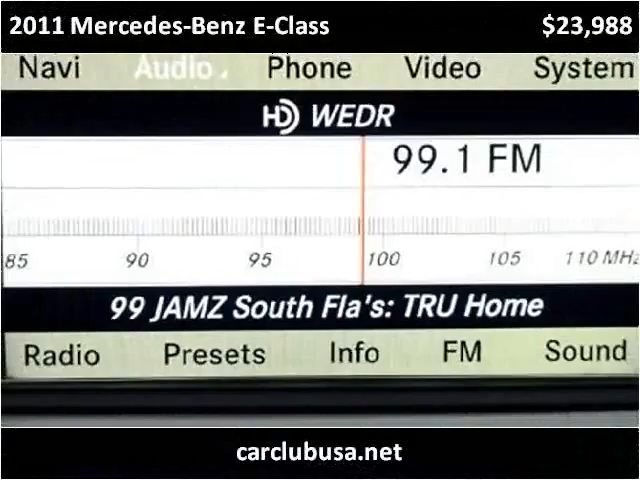 2011 Mercedes-Benz E-Class $23,988
Navi Audio Phone Video System
HD WEDR
99.1 FM
85 90 95 100 105 110 MHz
99 JAMZ South Fla's: TRU Home
Radio Presets Info FM Sound
carclubusa.net